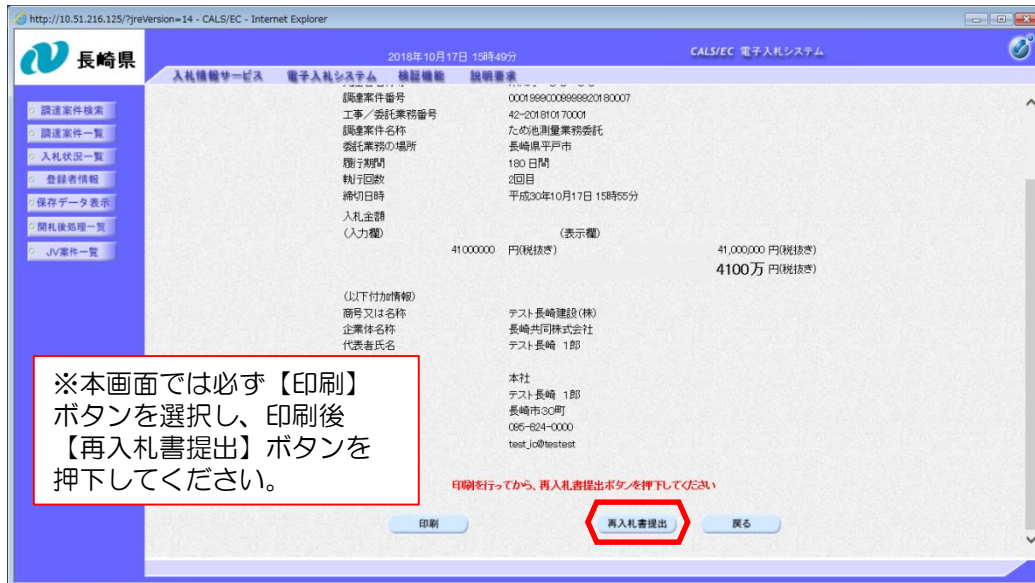 http://10.51.216.125/?jreVersion=14 - CALS/EC - Internet Explorer
長崎県
2018年10月17日 15時49分
CALS/EC 電子入札システム
入札情報サービス 電子入札システム 検証機能 説明要求
調達案件検索
調達案件一覧
入札状況一覧
登録者情報
保存データ表示
開札後処理一覧
JV案件一覧
調達案件番号 0001999000999920180007
工事/委託業務番号 42-201810170001
調達案件名称 ため池測量業務委託
委託業務の場所 長崎県平戸市
履行期間 180 日間
執行回数 2回目
締切日時 平成30年10月17日 15時55分
入札金額
(入力欄) (表示欄)
41000000 円(税抜き) 41,000,000 円(税抜き)
4100万 円(税抜き)
(以下付加情報)
商号又は名称 テスト長崎建設(株)
企業体名称 長崎共同株式会社
代表者氏名 テスト長崎 1郎
本社
テスト長崎 1郎
長崎市30町
095-824-0000
test_ic@testest
※本画面では必ず【印刷】
ボタンを選択し、印刷後
【再入札書提出】ボタンを
押下してください。
印刷を行ってから、再入札書提出ボタンを押下してください
印刷 再入札書提出 戻る